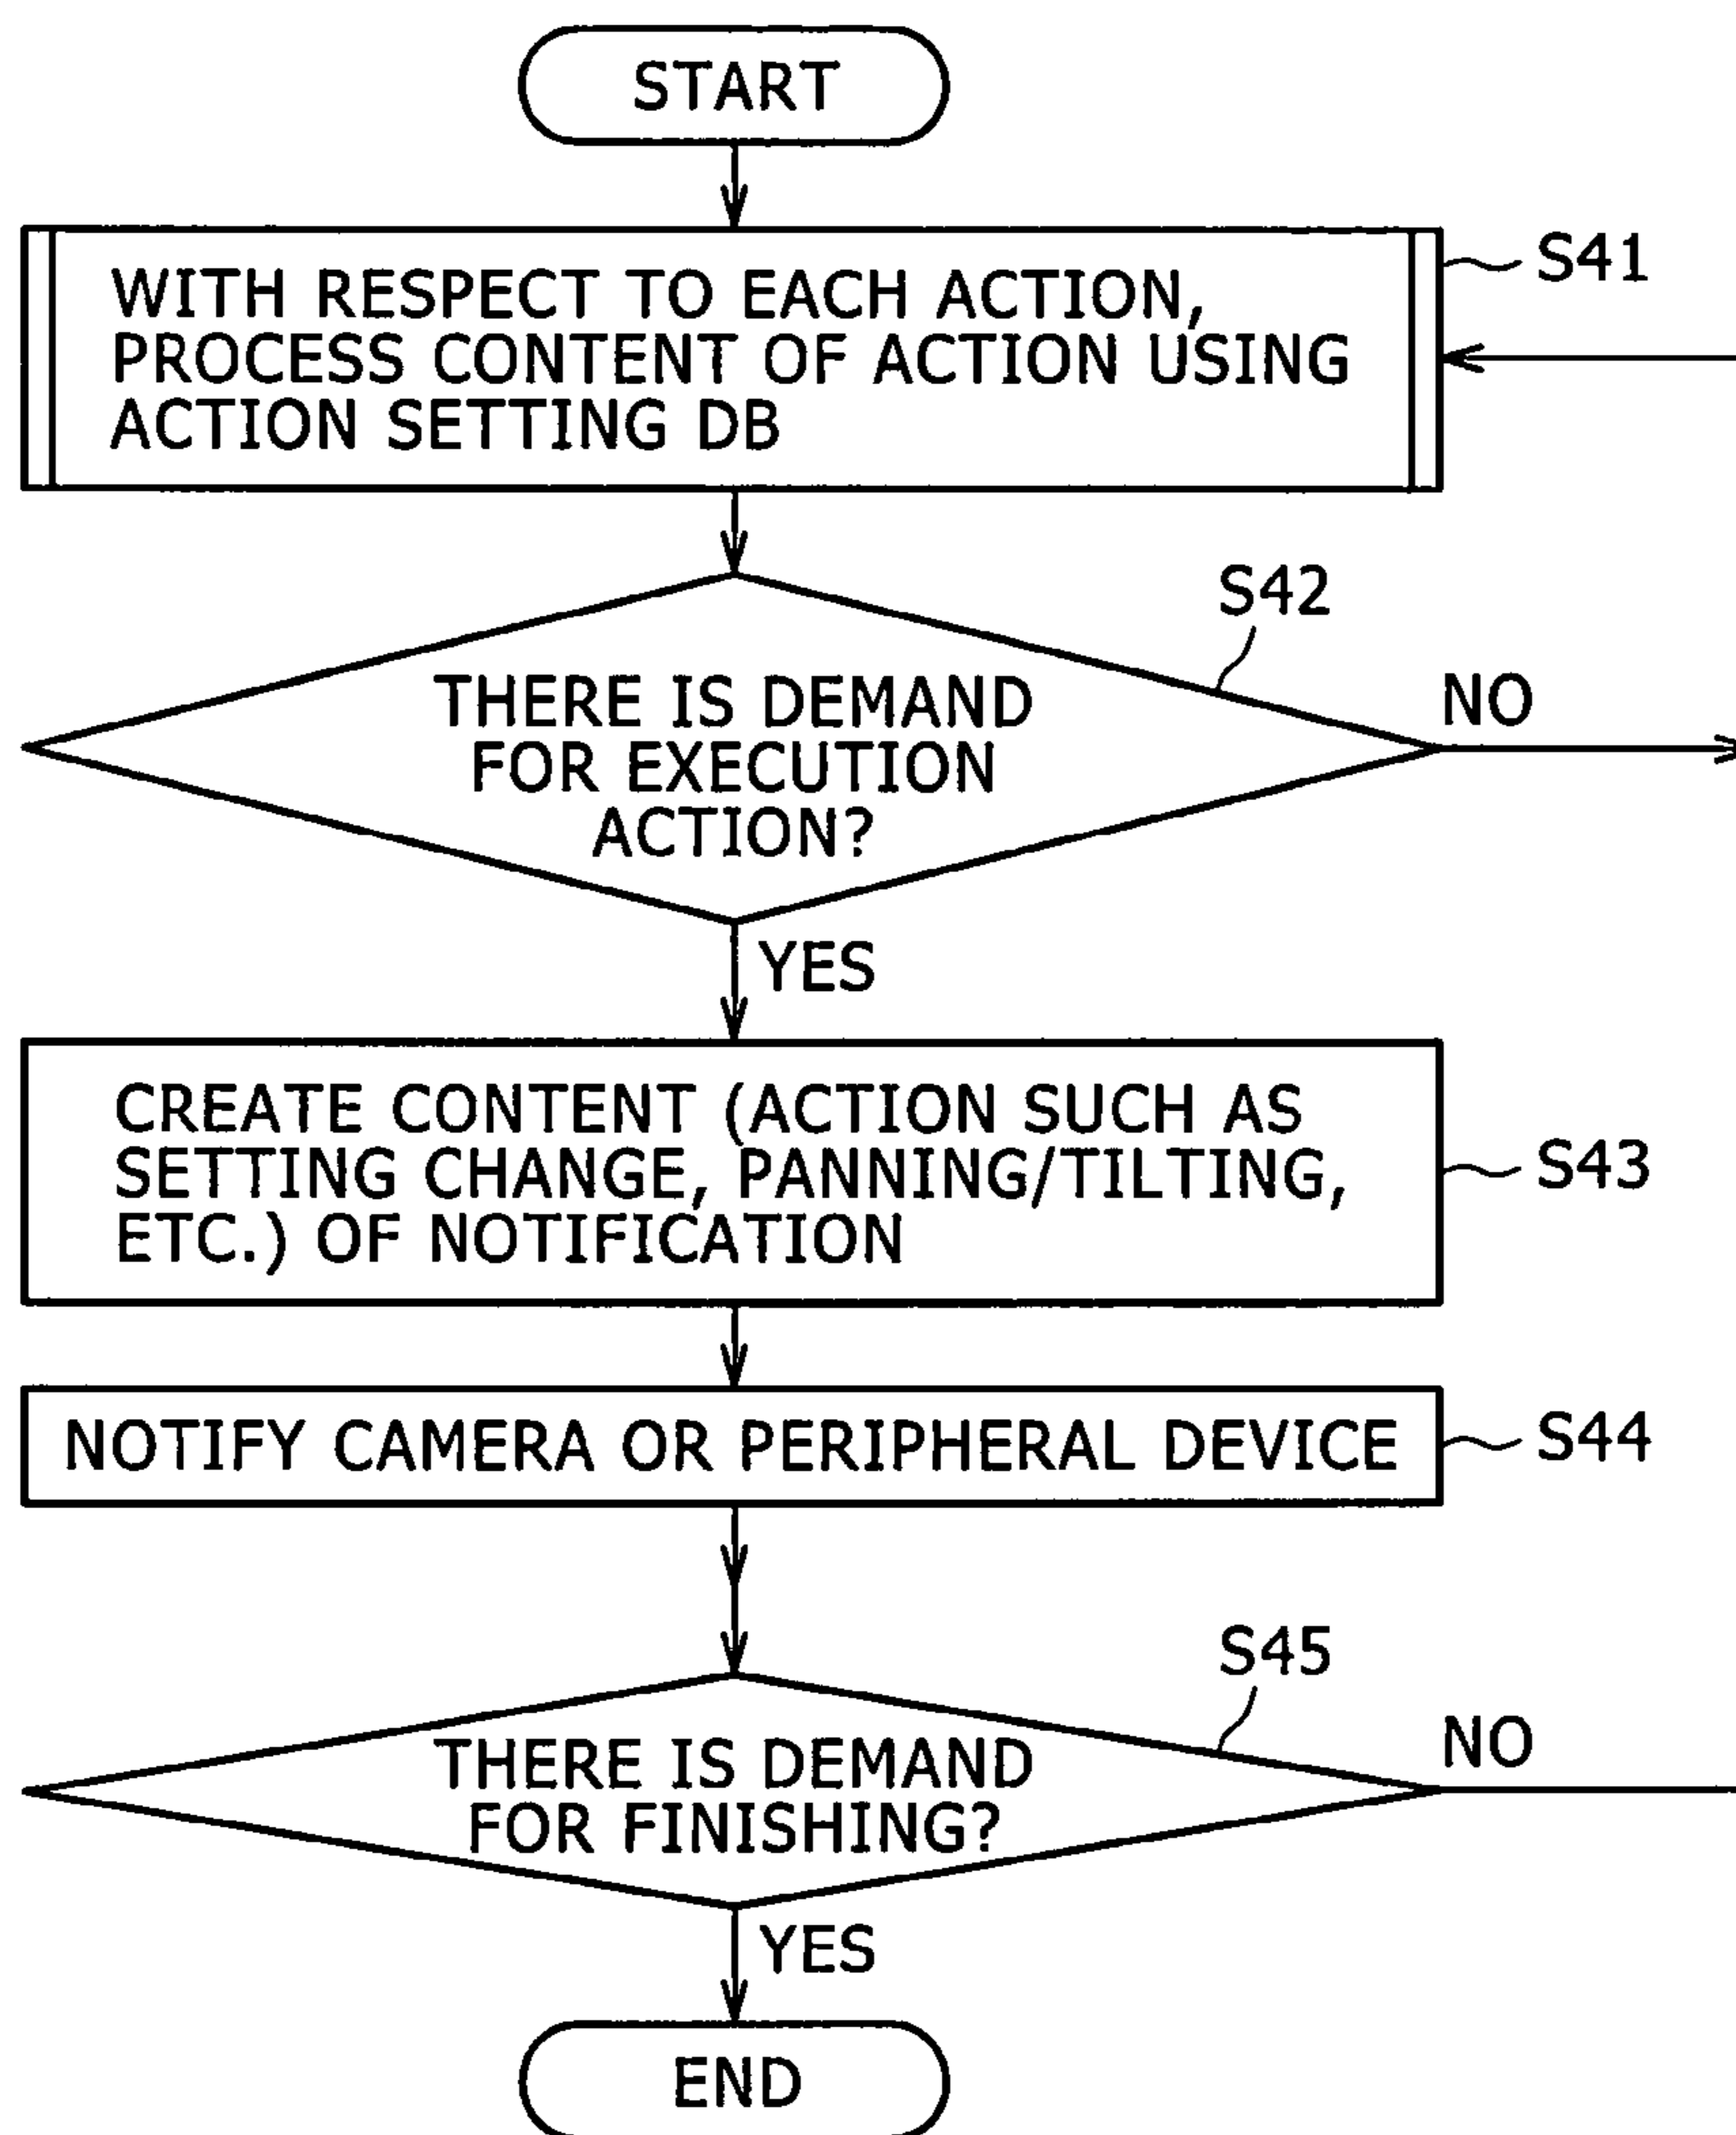 START
WITH RESPECT TO EACH ACTION,
PROCESS CONTENT OF ACTION USING
ACTION SETTING DB
S41
S42
THERE IS DEMAND
FOR EXECUTION
ACTION?
NO
YES
CREATE CONTENT (ACTION SUCH AS
SETTING CHANGE, PANNING/TILTING,
ETC.) OF NOTIFICATION
S43
NOTIFY CAMERA OR PERIPHERAL DEVICE
S44
S45
THERE IS DEMAND
FOR FINISHING?
NO
YES
END